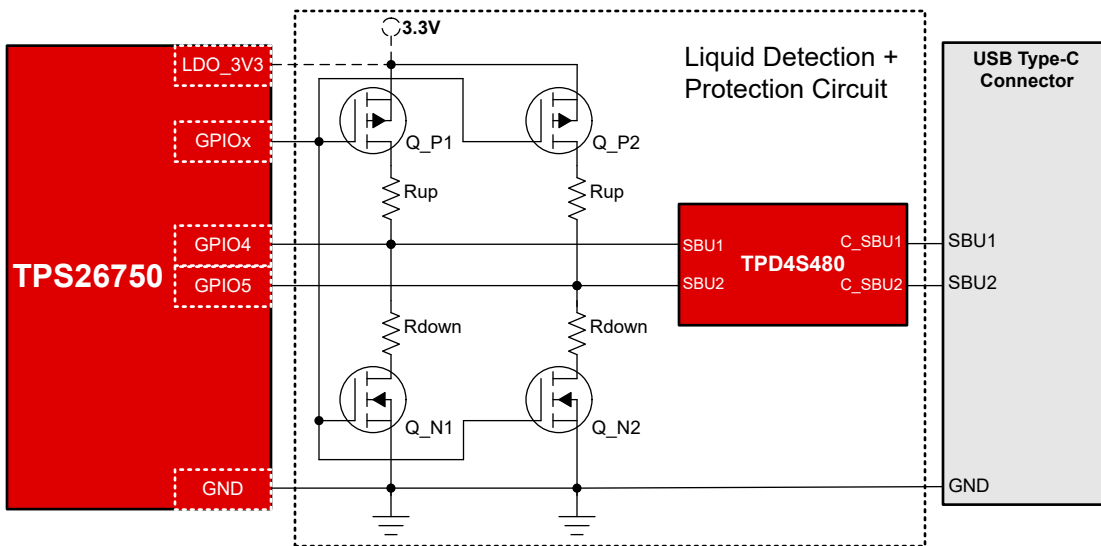 3.3V
LDO_3V3
Liquid Detection +
Protection Circuit
USB Type-C
Connector
GPIOx
Q_P1
Q_P2
Rup
Rup
GPIO4
SBU1
C_SBU1
SBU1
TPS26750
TPD4S480
GPIO5
SBU2
C_SBU2
SBU2
Rdown
Rdown
Q_N1
Q_N2
GND
GND